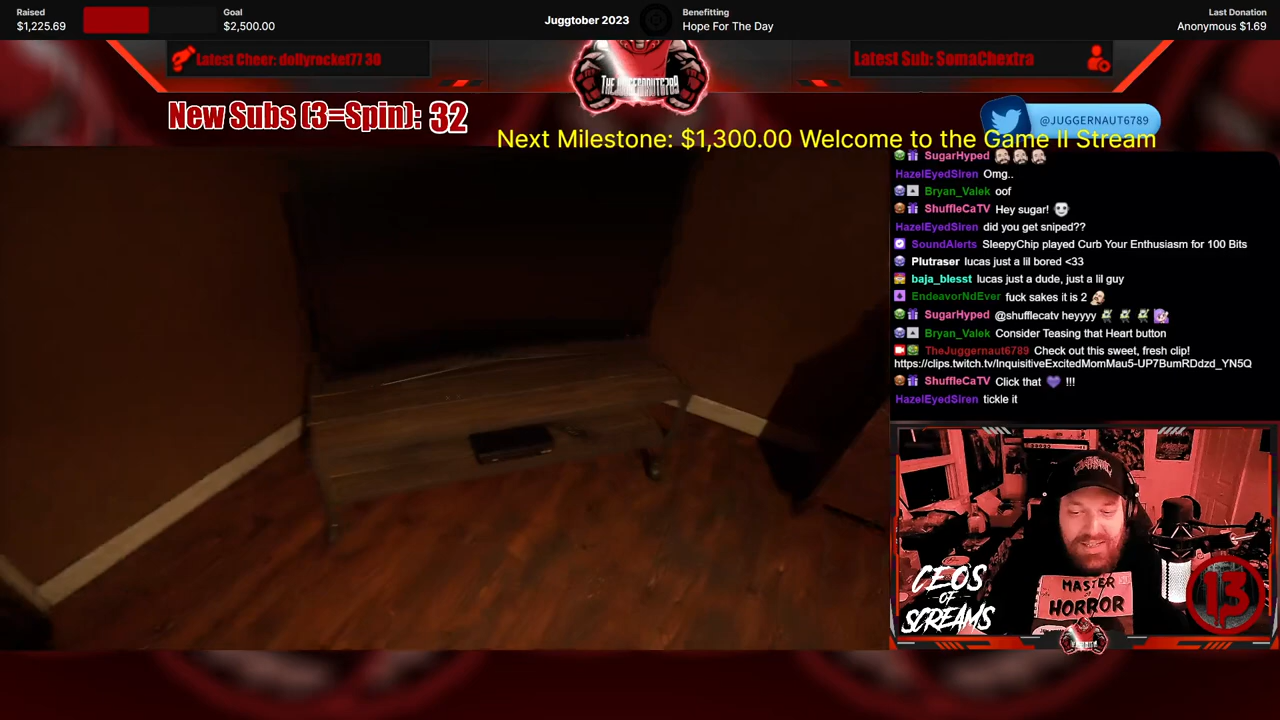 Raised
$1,225.69
Goal
$2,500.00
Juggtober 2023
Benefitting
Hope For The Day
Last Donation
Anonymous $1.69
Latest Cheer: dollyrocket77 30
THEJUGGERNAUT6789
Latest Sub: SomaChextra
New Subs (3=Spin): 32
@JUGGERNAUT6789
Next Milestone: $1,300.00 Welcome to the Game II Stream
SugarHyped
HazelEyedSiren Omg..
Bryan_Valek oof
ShuffleCaTV Hey sugar!
HazelEyedSiren did you get sniped??
SoundAlerts SleepyChip played Curb Your Enthusiasm for 100 Bits
Plutraser lucas just a lil bored <33
baja_blesst lucas just a dude, just a lil guy
EndeavorNdEver fuck sakes it is 2
SugarHyped @shufflecatv heyyyy
Bryan_Valek Consider Teasing that Heart button
TheJuggernaut6789 Check out this sweet, fresh clip!
https://clips.twitch.tv/InquisitiveExcitedMomMau5-UP7BumRDdzd_YN5Q
ShuffleCaTV Click that !!!
HazelEyedSiren tickle it
CEOS
OF
SCREAMS
MASTER
OF
HORROR
13